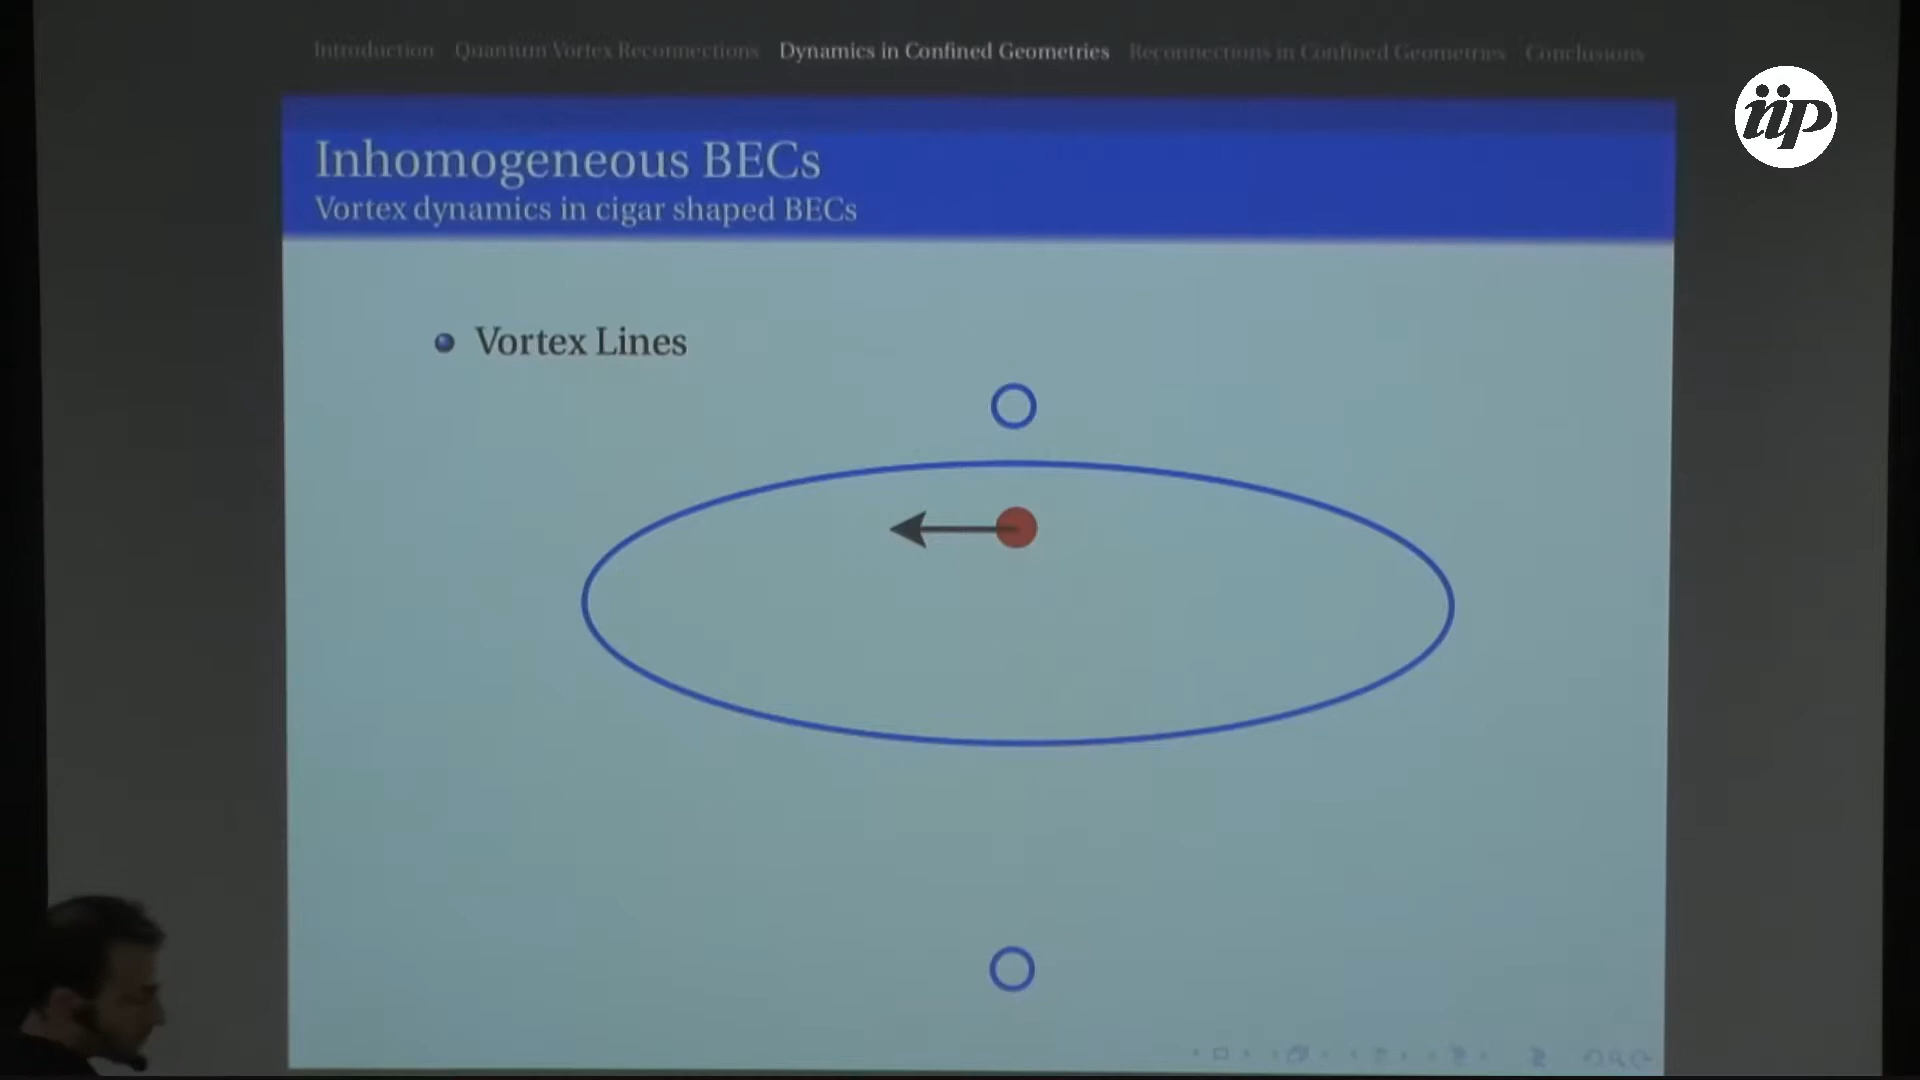 Introduction Quantum Vortex Reconnections Dynamics in Confined Geometries Reconnections in Confined Geometries Conclusions
iip
Inhomogeneous BECs
Vortex dynamics in cigar shaped BECs
Vortex Lines